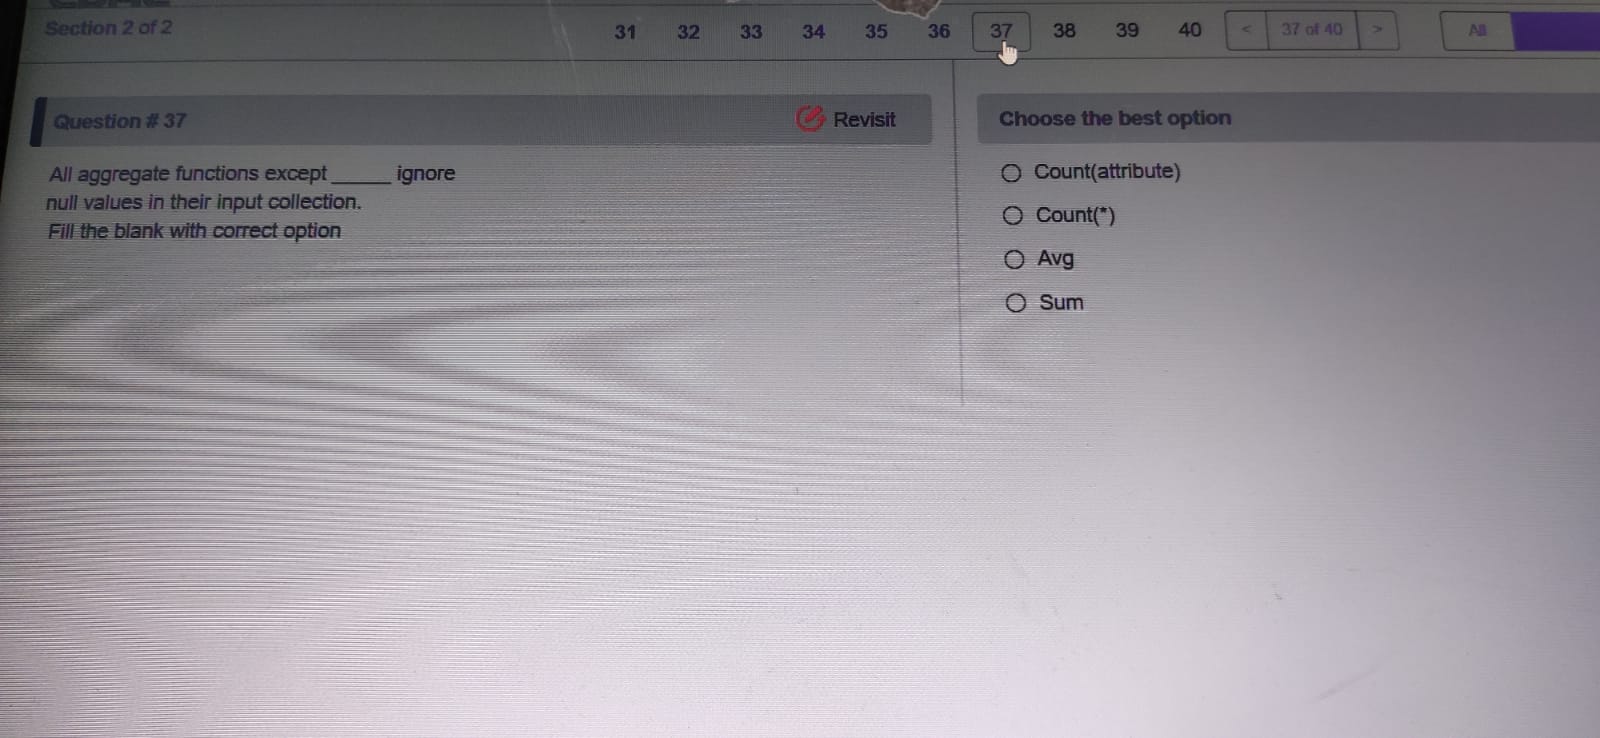 Section 2 of 2
31 32 33 34 35 36 37 38 39 40 < 37 of 40 > All
Question # 37
Revisit
All aggregate functions except ______ ignore
null values in their input collection.
Fill the blank with correct option
Choose the best option
Count(attribute)
Count(*)
Avg
Sum